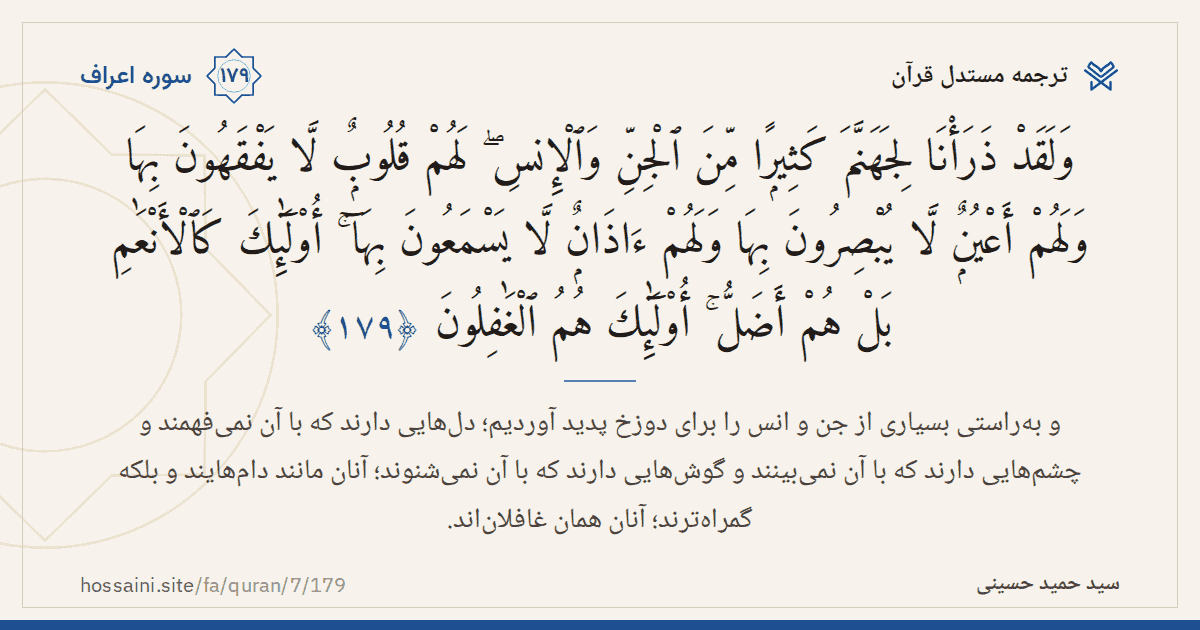 ترجمه مستدل قرآن
سوره اعراف ۱۷۹
وَلَقَدْ ذَرَأْنَا لِجَهَنَّمَ كَثِيرًا مِّنَ ٱلْجِنِّ وَٱلْإِنسِ ۖ لَهُمْ قُلُوبٌ لَّا يَفْقَهُونَ بِهَا
وَلَهُمْ أَعْيُنٌ لَّا يُبْصِرُونَ بِهَا وَلَهُمْ ءَاذَانٌ لَّا يَسْمَعُونَ بِهَآ ۚ أُو۟لَٰٓئِكَ كَٱلْأَنْعَٰمِ
بَلْ هُمْ أَضَلُّ ۚ أُو۟لَٰٓئِكَ هُمُ ٱلْغَٰفِلُونَ ﴿۱۷۹﴾
و به‌راستی بسیاری از جن و انس را برای دوزخ پدید آوردیم؛ دل‌هایی دارند که با آن نمی‌فهمند و
چشم‌هایی دارند که با آن نمی‌بینند و گوش‌هایی دارند که با آن نمی‌شنوند؛ آنان مانند دام‌هایند و بلکه
گمراه‌ترند؛ آنان همان غافلان‌اند.
سید حمید حسینی
hossaini.site/fa/quran/7/179